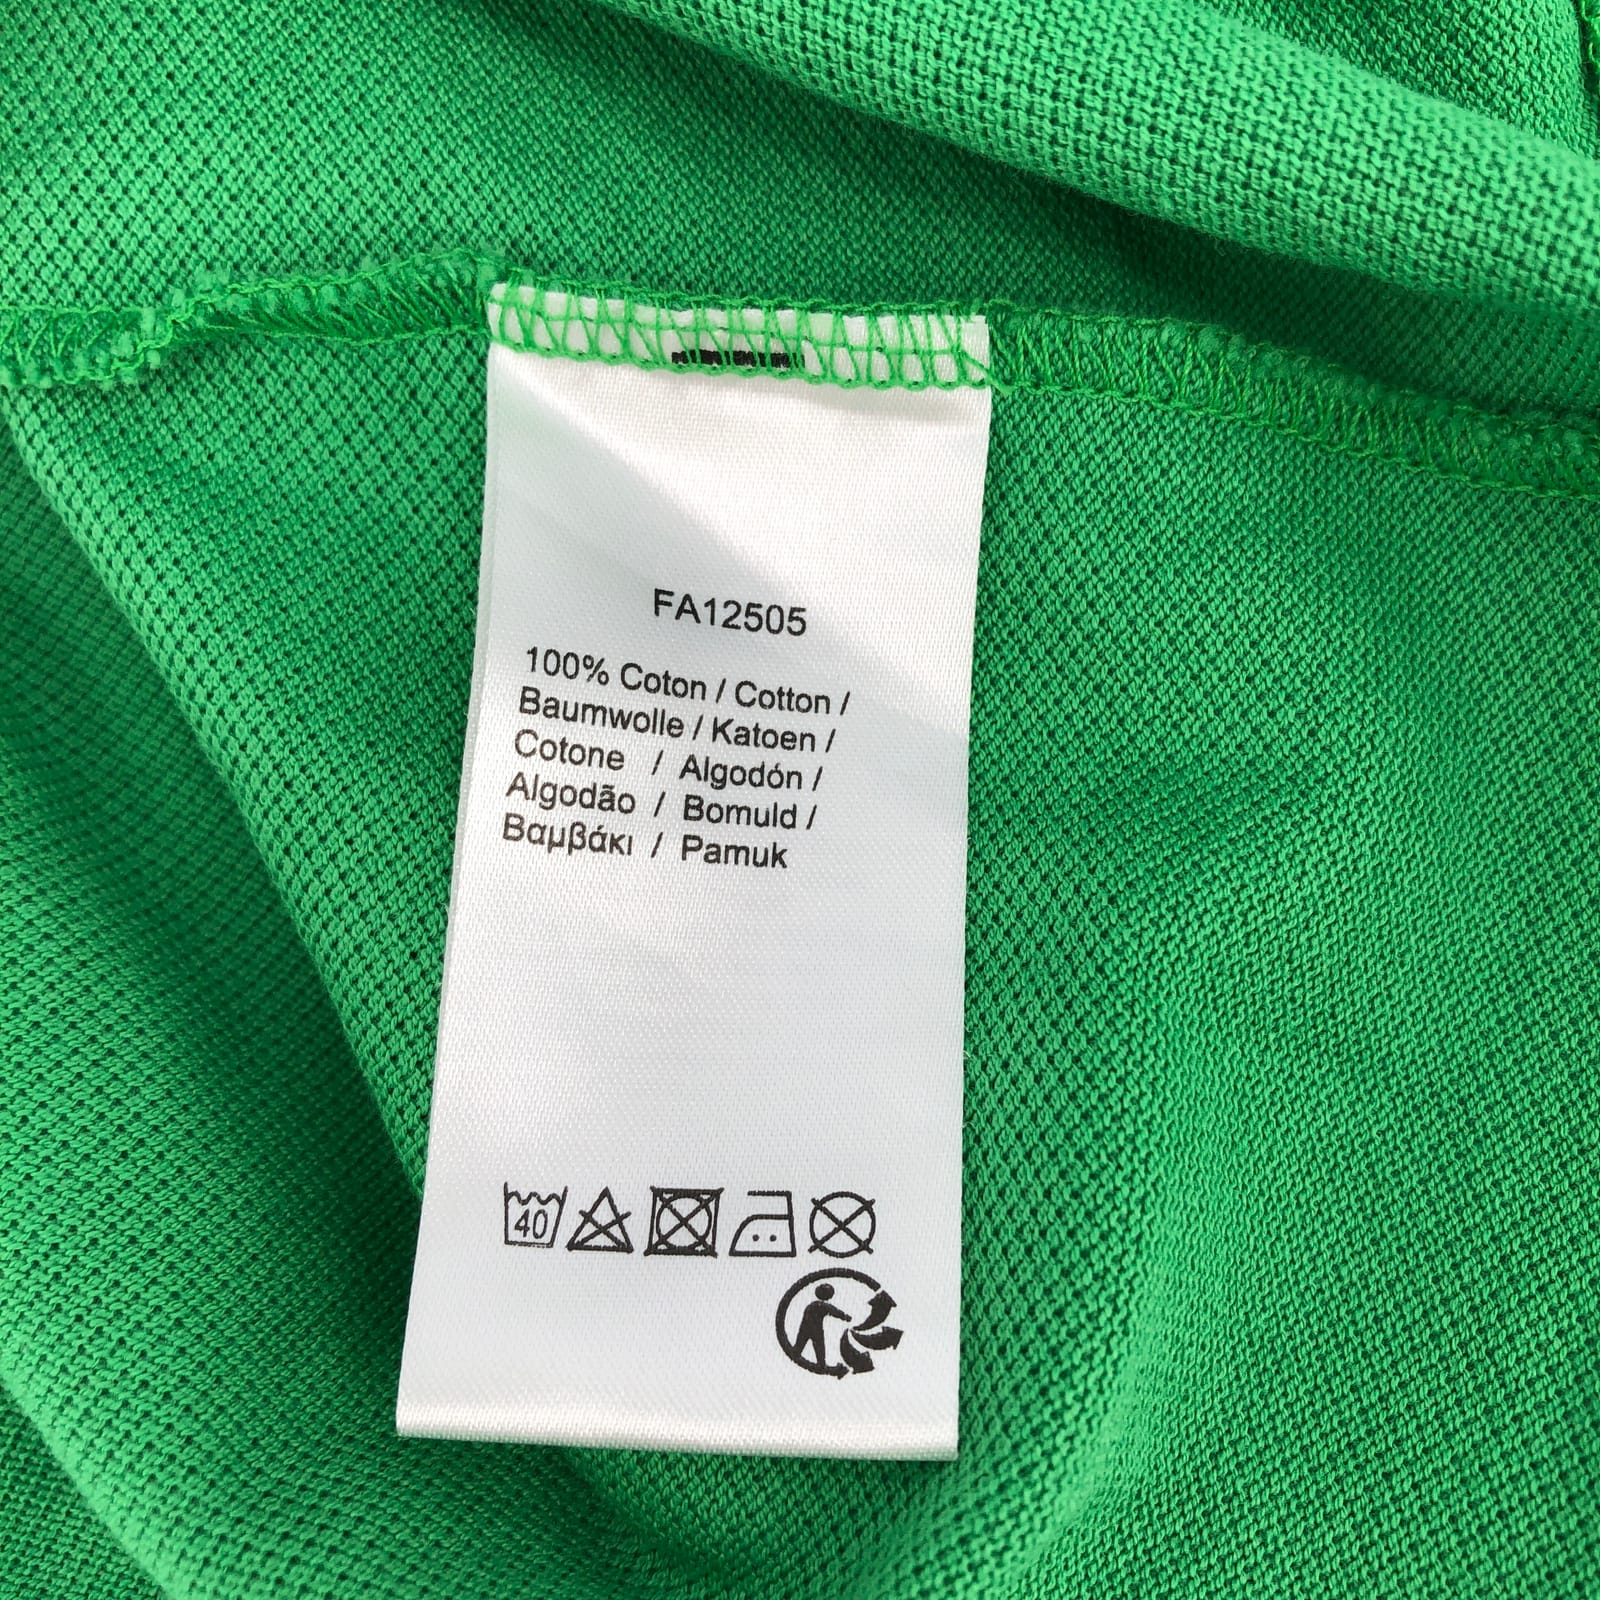 FA12505
100% Coton / Cotton /
Baumwolle / Katoen /
Cotone / Algodón /
Algodão / Bomuld /
Βαμβάκι / Pamuk
40